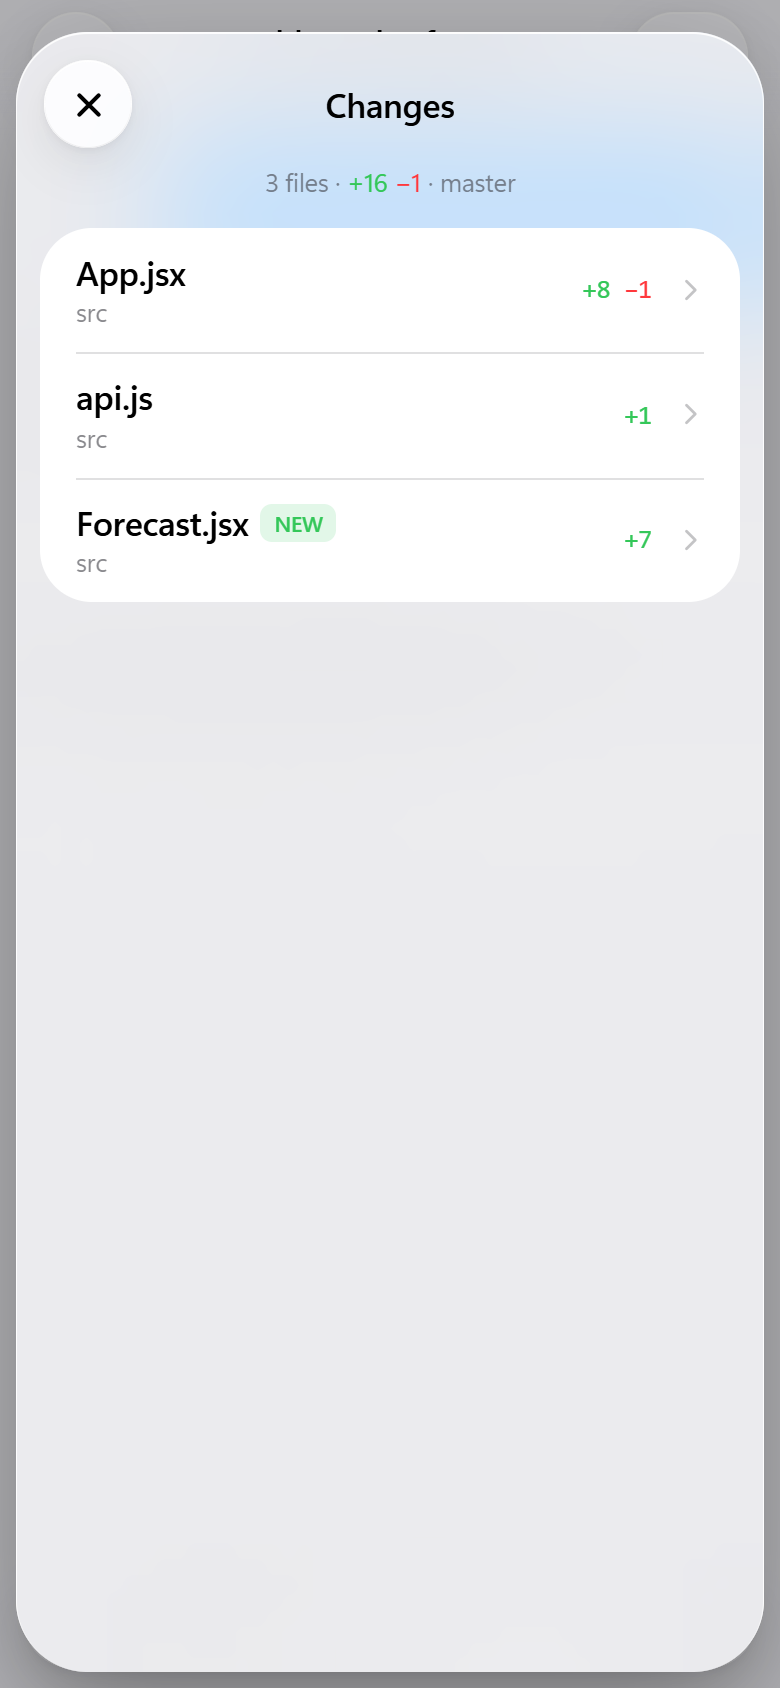 Changes
3 files · +16 −1 · master
App.jsx
src
+8 −1
api.js
src
+1
Forecast.jsx NEW
src
+7